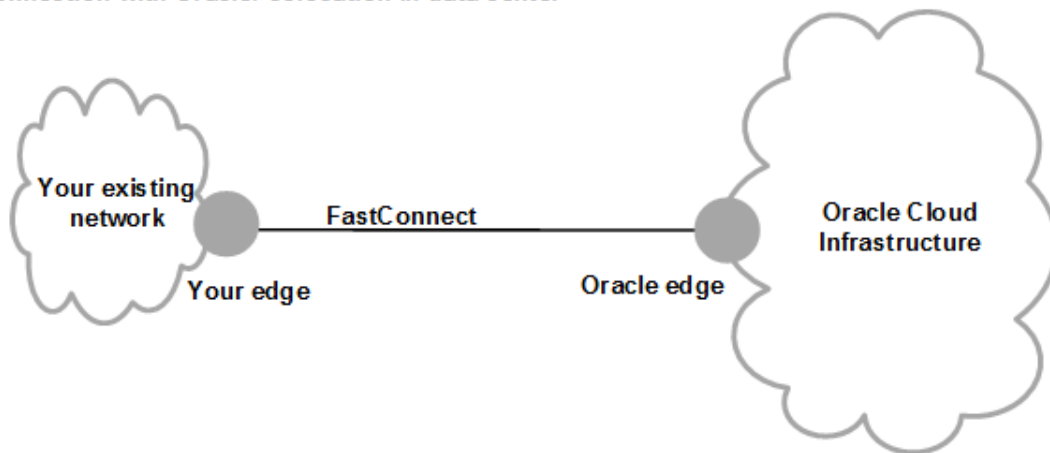 Your existing
network
FastConnect
Your edge
Oracle edge
Oracle Cloud
Infrastructure